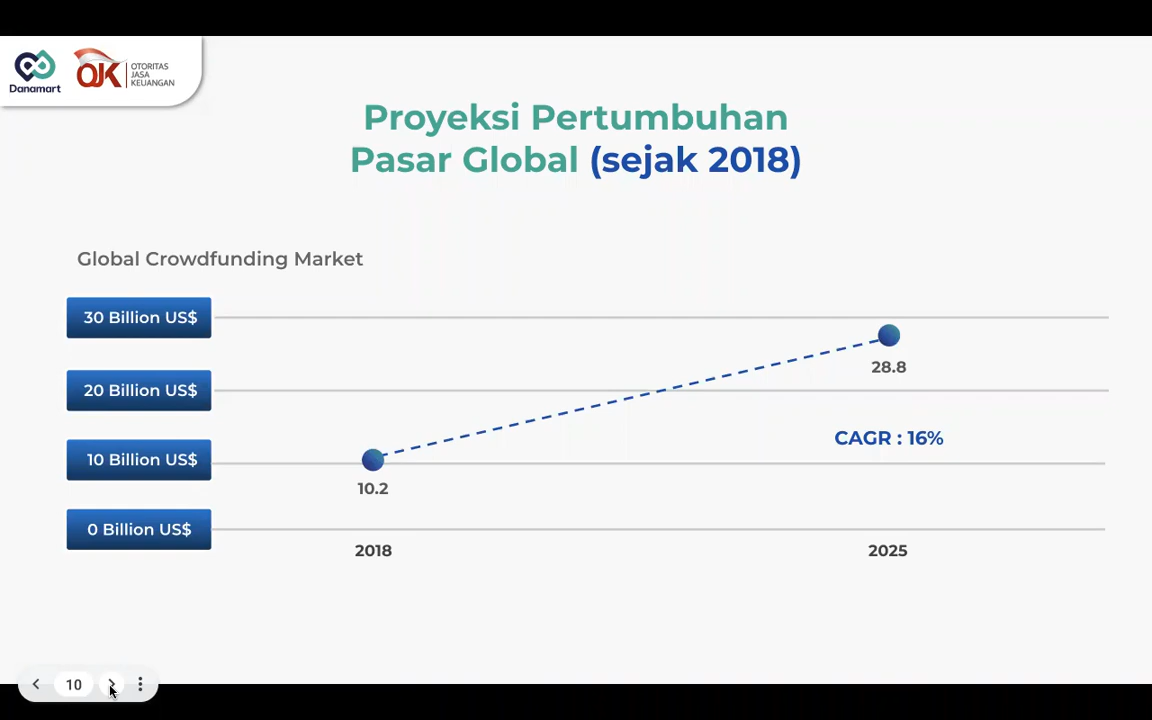 Danamart
OJK
OTORITAS
JASA
KEUANGAN
Proyeksi Pertumbuhan
Pasar Global (sejak 2018)
Global Crowdfunding Market
30 Billion US$
28.8
20 Billion US$
CAGR : 16%
10 Billion US$
10.2
0 Billion US$
2018
2025
10